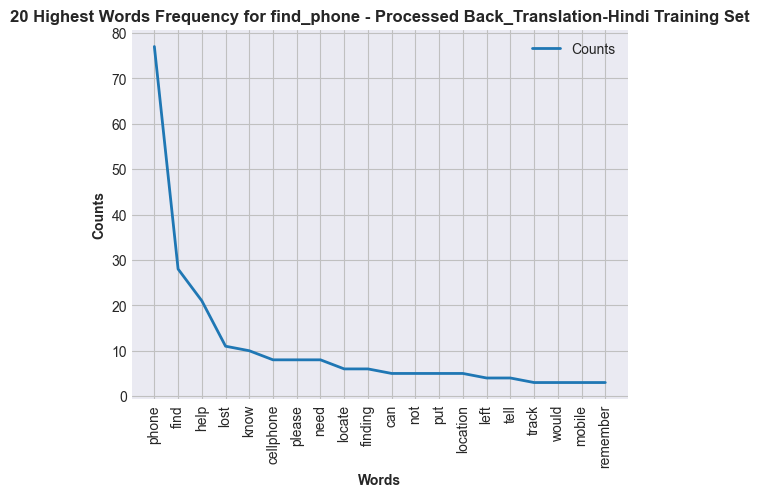 20 Highest Words Frequency for find_phone - Processed Back_Translation-Hindi Training Set
Counts
80
70
60
50
40
30
20
10
0
Counts
phone
find
help
lost
know
cellphone
please
need
locate
finding
can
not
put
location
left
tell
track
would
mobile
remember
Words